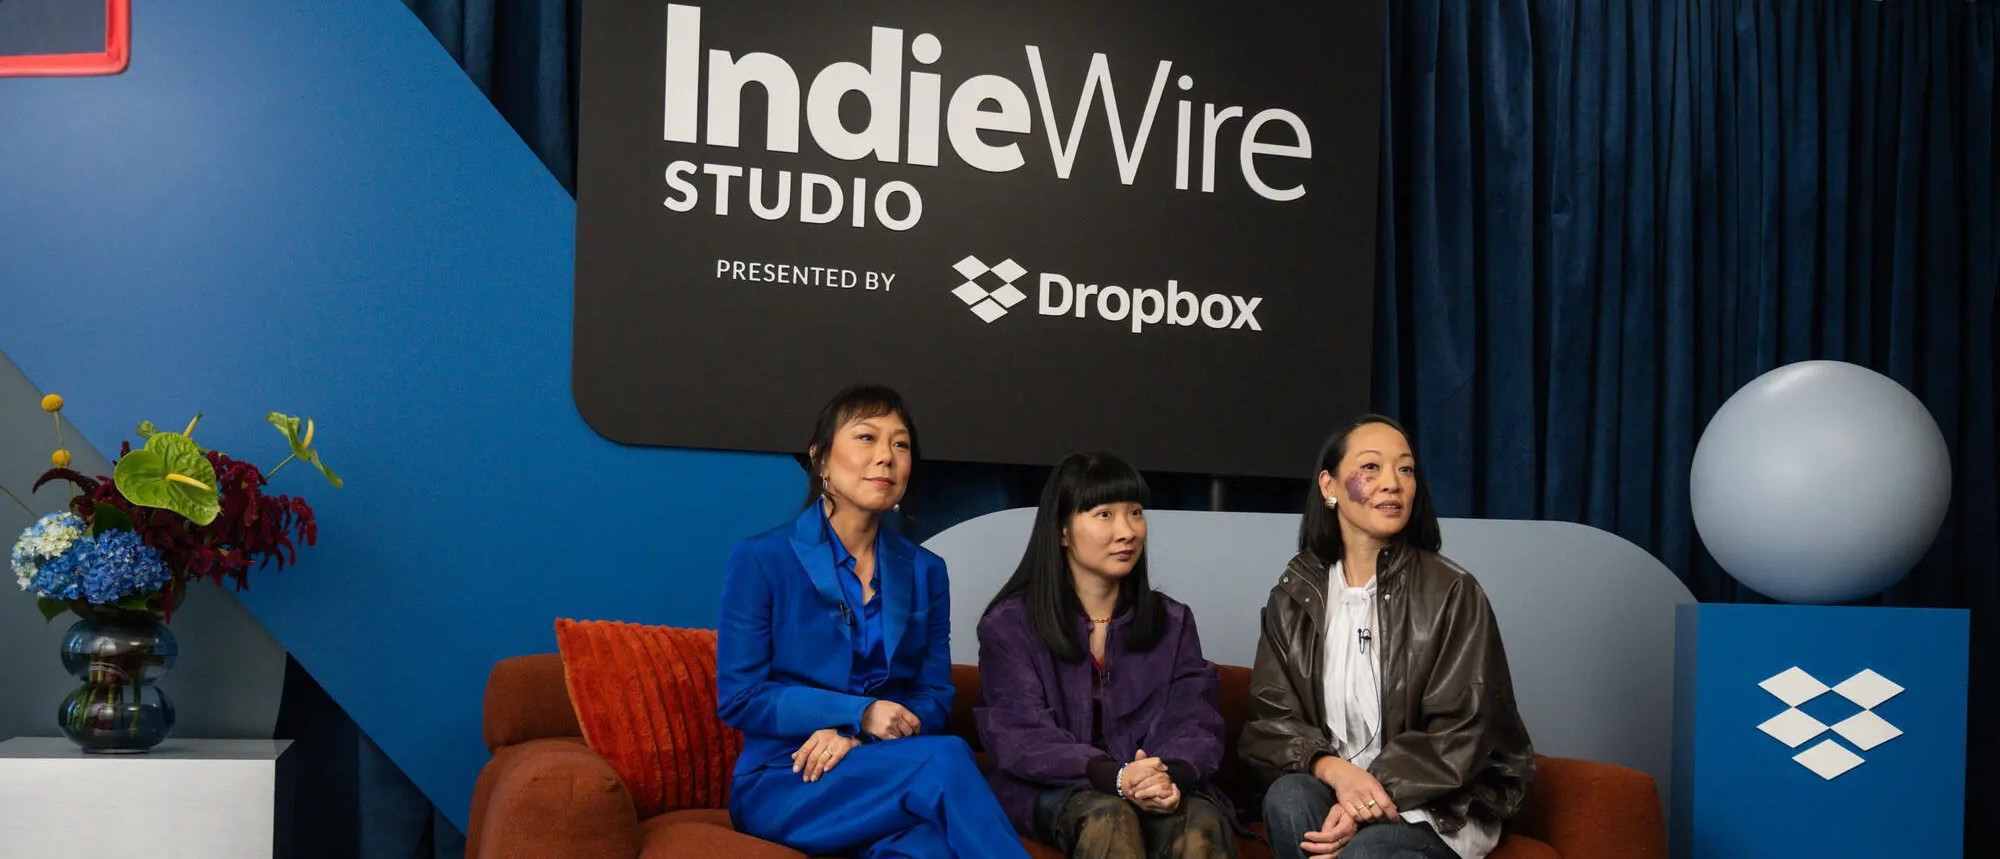 IndieWire
STUDIO
PRESENTED BY Dropbox